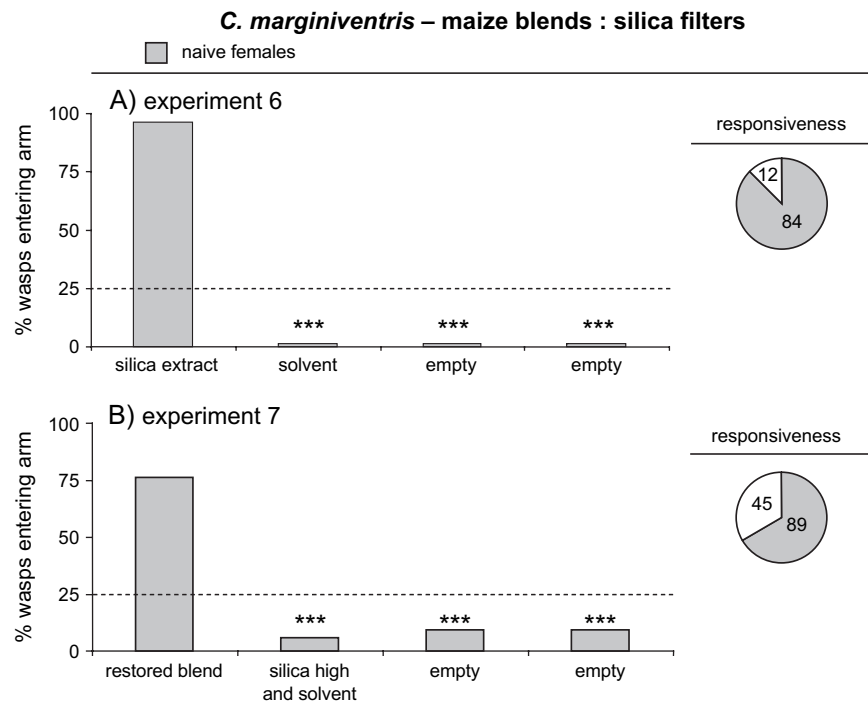 C. marginiventris – maize blends : silica filters
naive females
A) experiment 6
% wasps entering arm
100
75
50
25
0
***
***
***
silica extract
solvent
empty
empty
responsiveness
12
84
B) experiment 7
% wasps entering arm
100
75
50
25
0
***
***
***
restored blend
silica high
and solvent
empty
empty
responsiveness
45
89